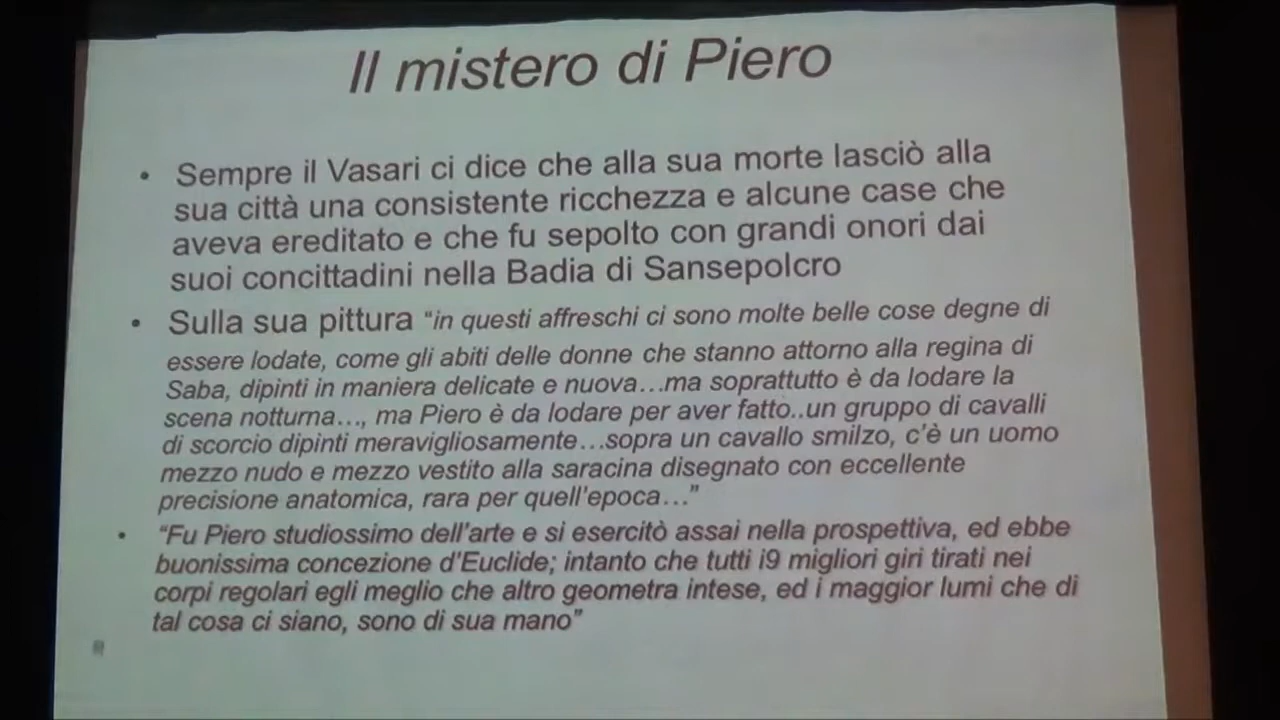 Il mistero di Piero
• Sempre il Vasari ci dice che alla sua morte lasciò alla
sua città una consistente ricchezza e alcune case che
aveva ereditato e che fu sepolto con grandi onori dai
suoi concittadini nella Badia di Sansepolcro
• Sulla sua pittura “in questi affreschi ci sono molte belle cose degne di
essere lodate, come gli abiti delle donne che stanno attorno alla regina di
Saba, dipinti in maniera delicate e nuova…ma soprattutto è da lodare la
scena notturna…, ma Piero è da lodare per aver fatto..un gruppo di cavalli
di scorcio dipinti meravigliosamente…sopra un cavallo smilzo, c’è un uomo
mezzo nudo e mezzo vestito alla saracina disegnato con eccellente
precisione anatomica, rara per quell’epoca…”
• “Fu Piero studiossimo dell’arte e si esercitò assai nella prospettiva, ed ebbe
buonissima concezione d’Euclide; intanto che tutti i9 migliori giri tirati nei
corpi regolari egli meglio che altro geometra intese, ed i maggior lumi che di
tal cosa ci siano, sono di sua mano”